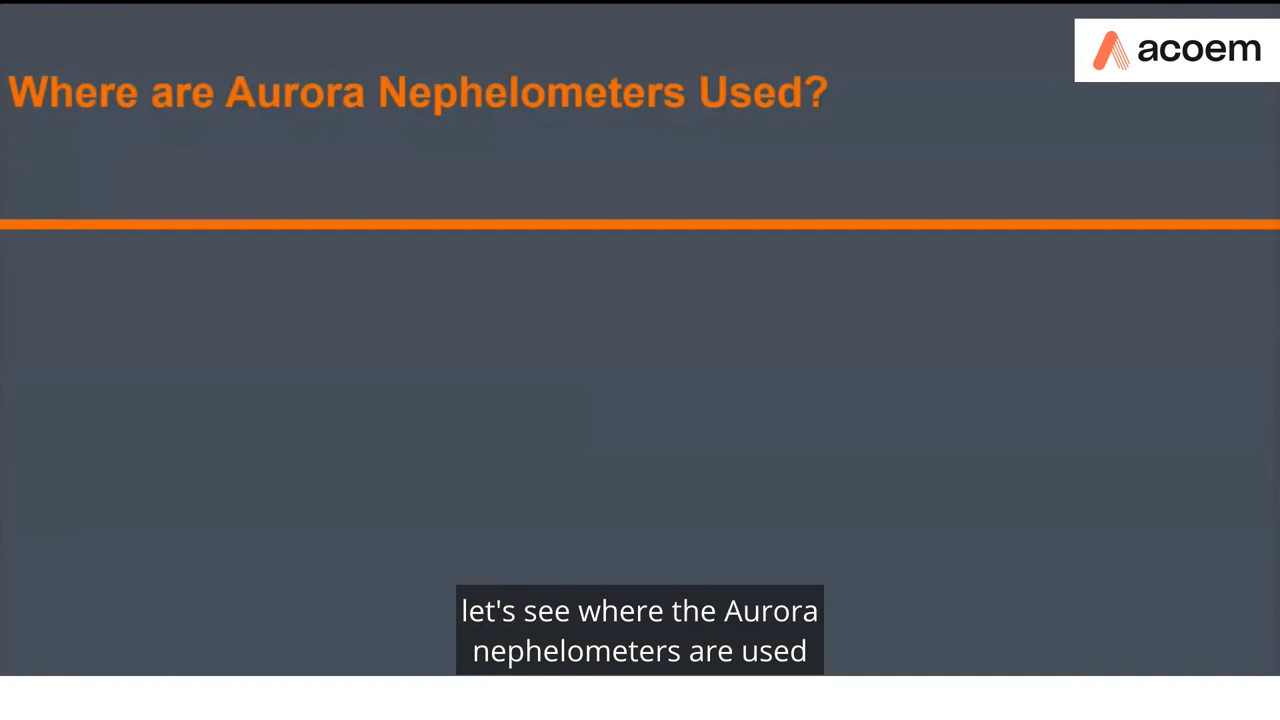 acoem
Where are Aurora Nephelometers Used?
let's see where the Aurora
nephelometers are used